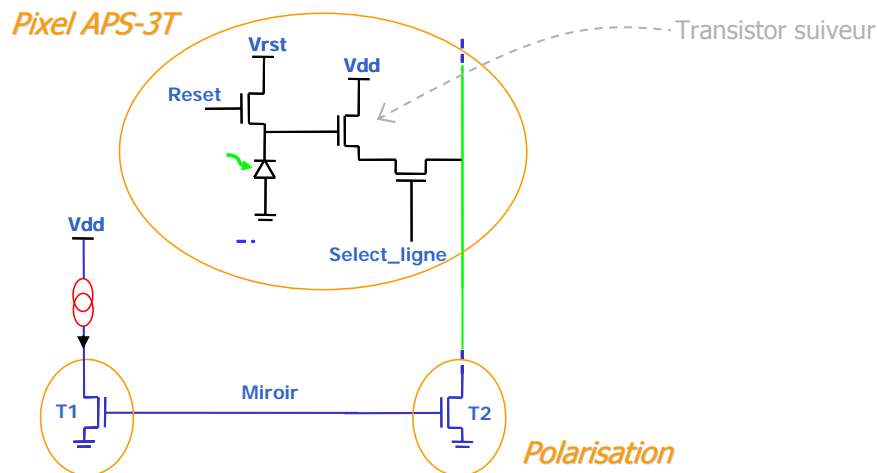 Pixel APS-3T
Transistor suiveur
Vrst
Vdd
Reset
Vdd
Select_ligne
Miroir
T1
T2
Polarisation